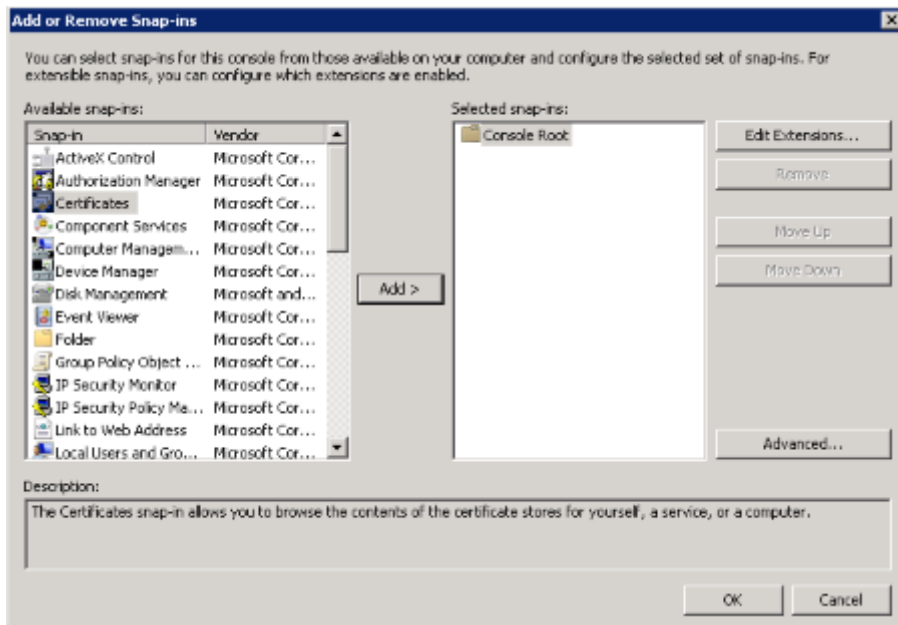 Add or Remove Snap-ins
You can select snap-ins for this console from those available on your computer and configure the selected set of snap-ins. For
extensible snap-ins, you can configure which extensions are enabled.
Available snap-ins:
Snap-in Vendor
ActiveX Control Microsoft Cor...
Authorization Manager Microsoft Cor...
Certificates Microsoft Cor...
Component Services Microsoft Cor...
Computer Managem... Microsoft Cor...
Device Manager Microsoft Cor...
Disk Management Microsoft and...
Event Viewer Microsoft Cor...
Folder Microsoft Cor...
Group Policy Object ... Microsoft Cor...
IP Security Monitor Microsoft Cor...
IP Security Policy Ma... Microsoft Cor...
Link to Web Address Microsoft Cor...
Local Users and Gro... Microsoft Cor...
Add >
Selected snap-ins:
Console Root
Edit Extensions...
Remove
Move Up
Move Down
Advanced...
Description:
The Certificates snap-in allows you to browse the contents of the certificate stores for yourself, a service, or a computer.
OK
Cancel